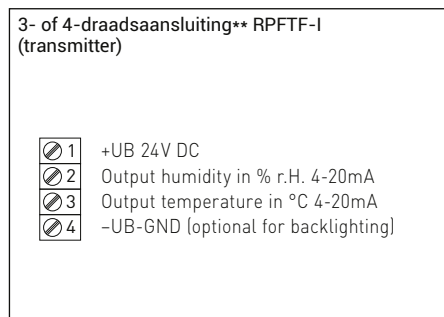 3- of 4-draadsaansluiting** RPFTF-I
(transmitter)
1 +UB 24V DC
2 Output humidity in % r.H. 4-20mA
3 Output temperature in °C 4-20mA
4 –UB-GND (optional for backlighting)